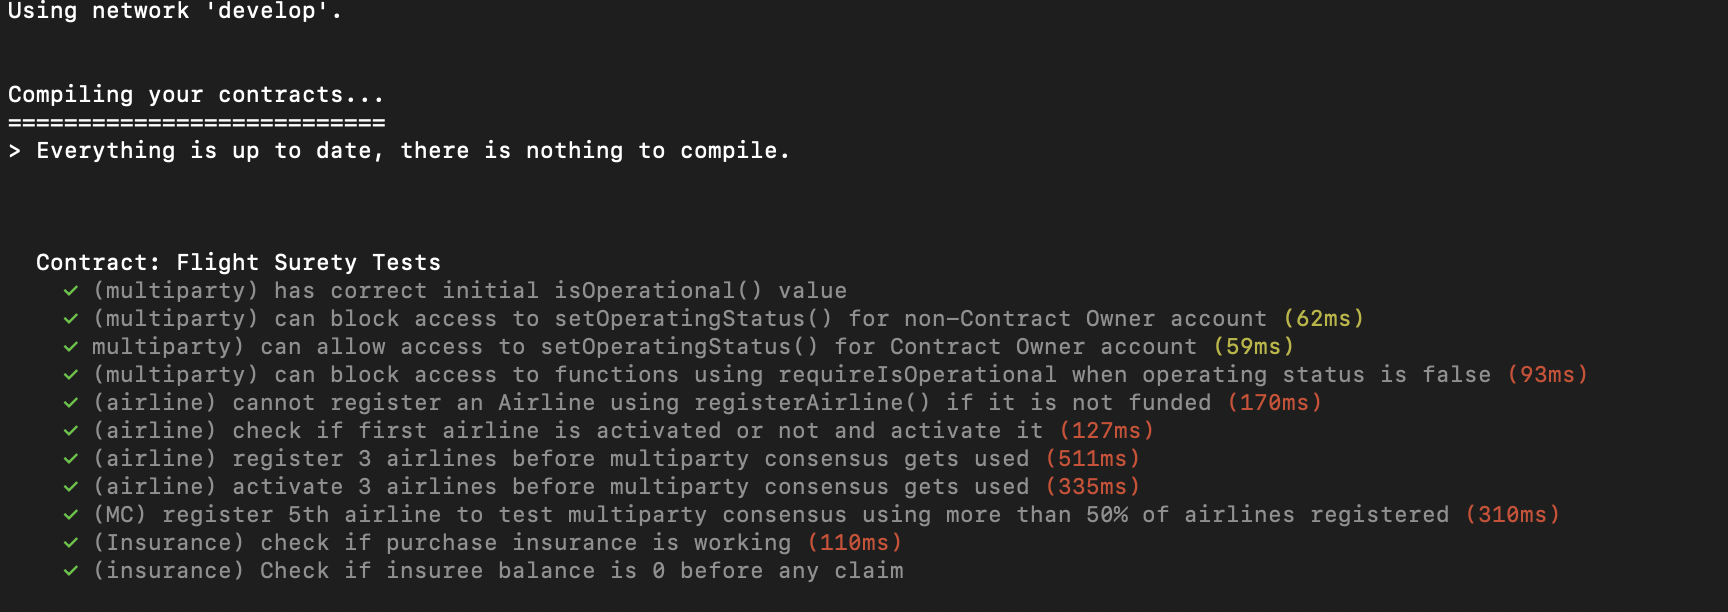 Using network 'develop'.
Compiling your contracts...
===========================
> Everything is up to date, there is nothing to compile.
Contract: Flight Surety Tests
✓ (multiparty) has correct initial isOperational() value
✓ (multiparty) can block access to setOperatingStatus() for non-Contract Owner account (62ms)
✓ multiparty) can allow access to setOperatingStatus() for Contract Owner account (59ms)
✓ (multiparty) can block access to functions using requireIsOperational when operating status is false (93ms)
✓ (airline) cannot register an Airline using registerAirline() if it is not funded (170ms)
✓ (airline) check if first airline is activated or not and activate it (127ms)
✓ (airline) register 3 airlines before multiparty consensus gets used (511ms)
✓ (airline) activate 3 airlines before multiparty consensus gets used (335ms)
✓ (MC) register 5th airline to test multiparty consensus using more than 50% of airlines registered (310ms)
✓ (Insurance) check if purchase insurance is working (110ms)
✓ (insurance) Check if insuree balance is 0 before any claim